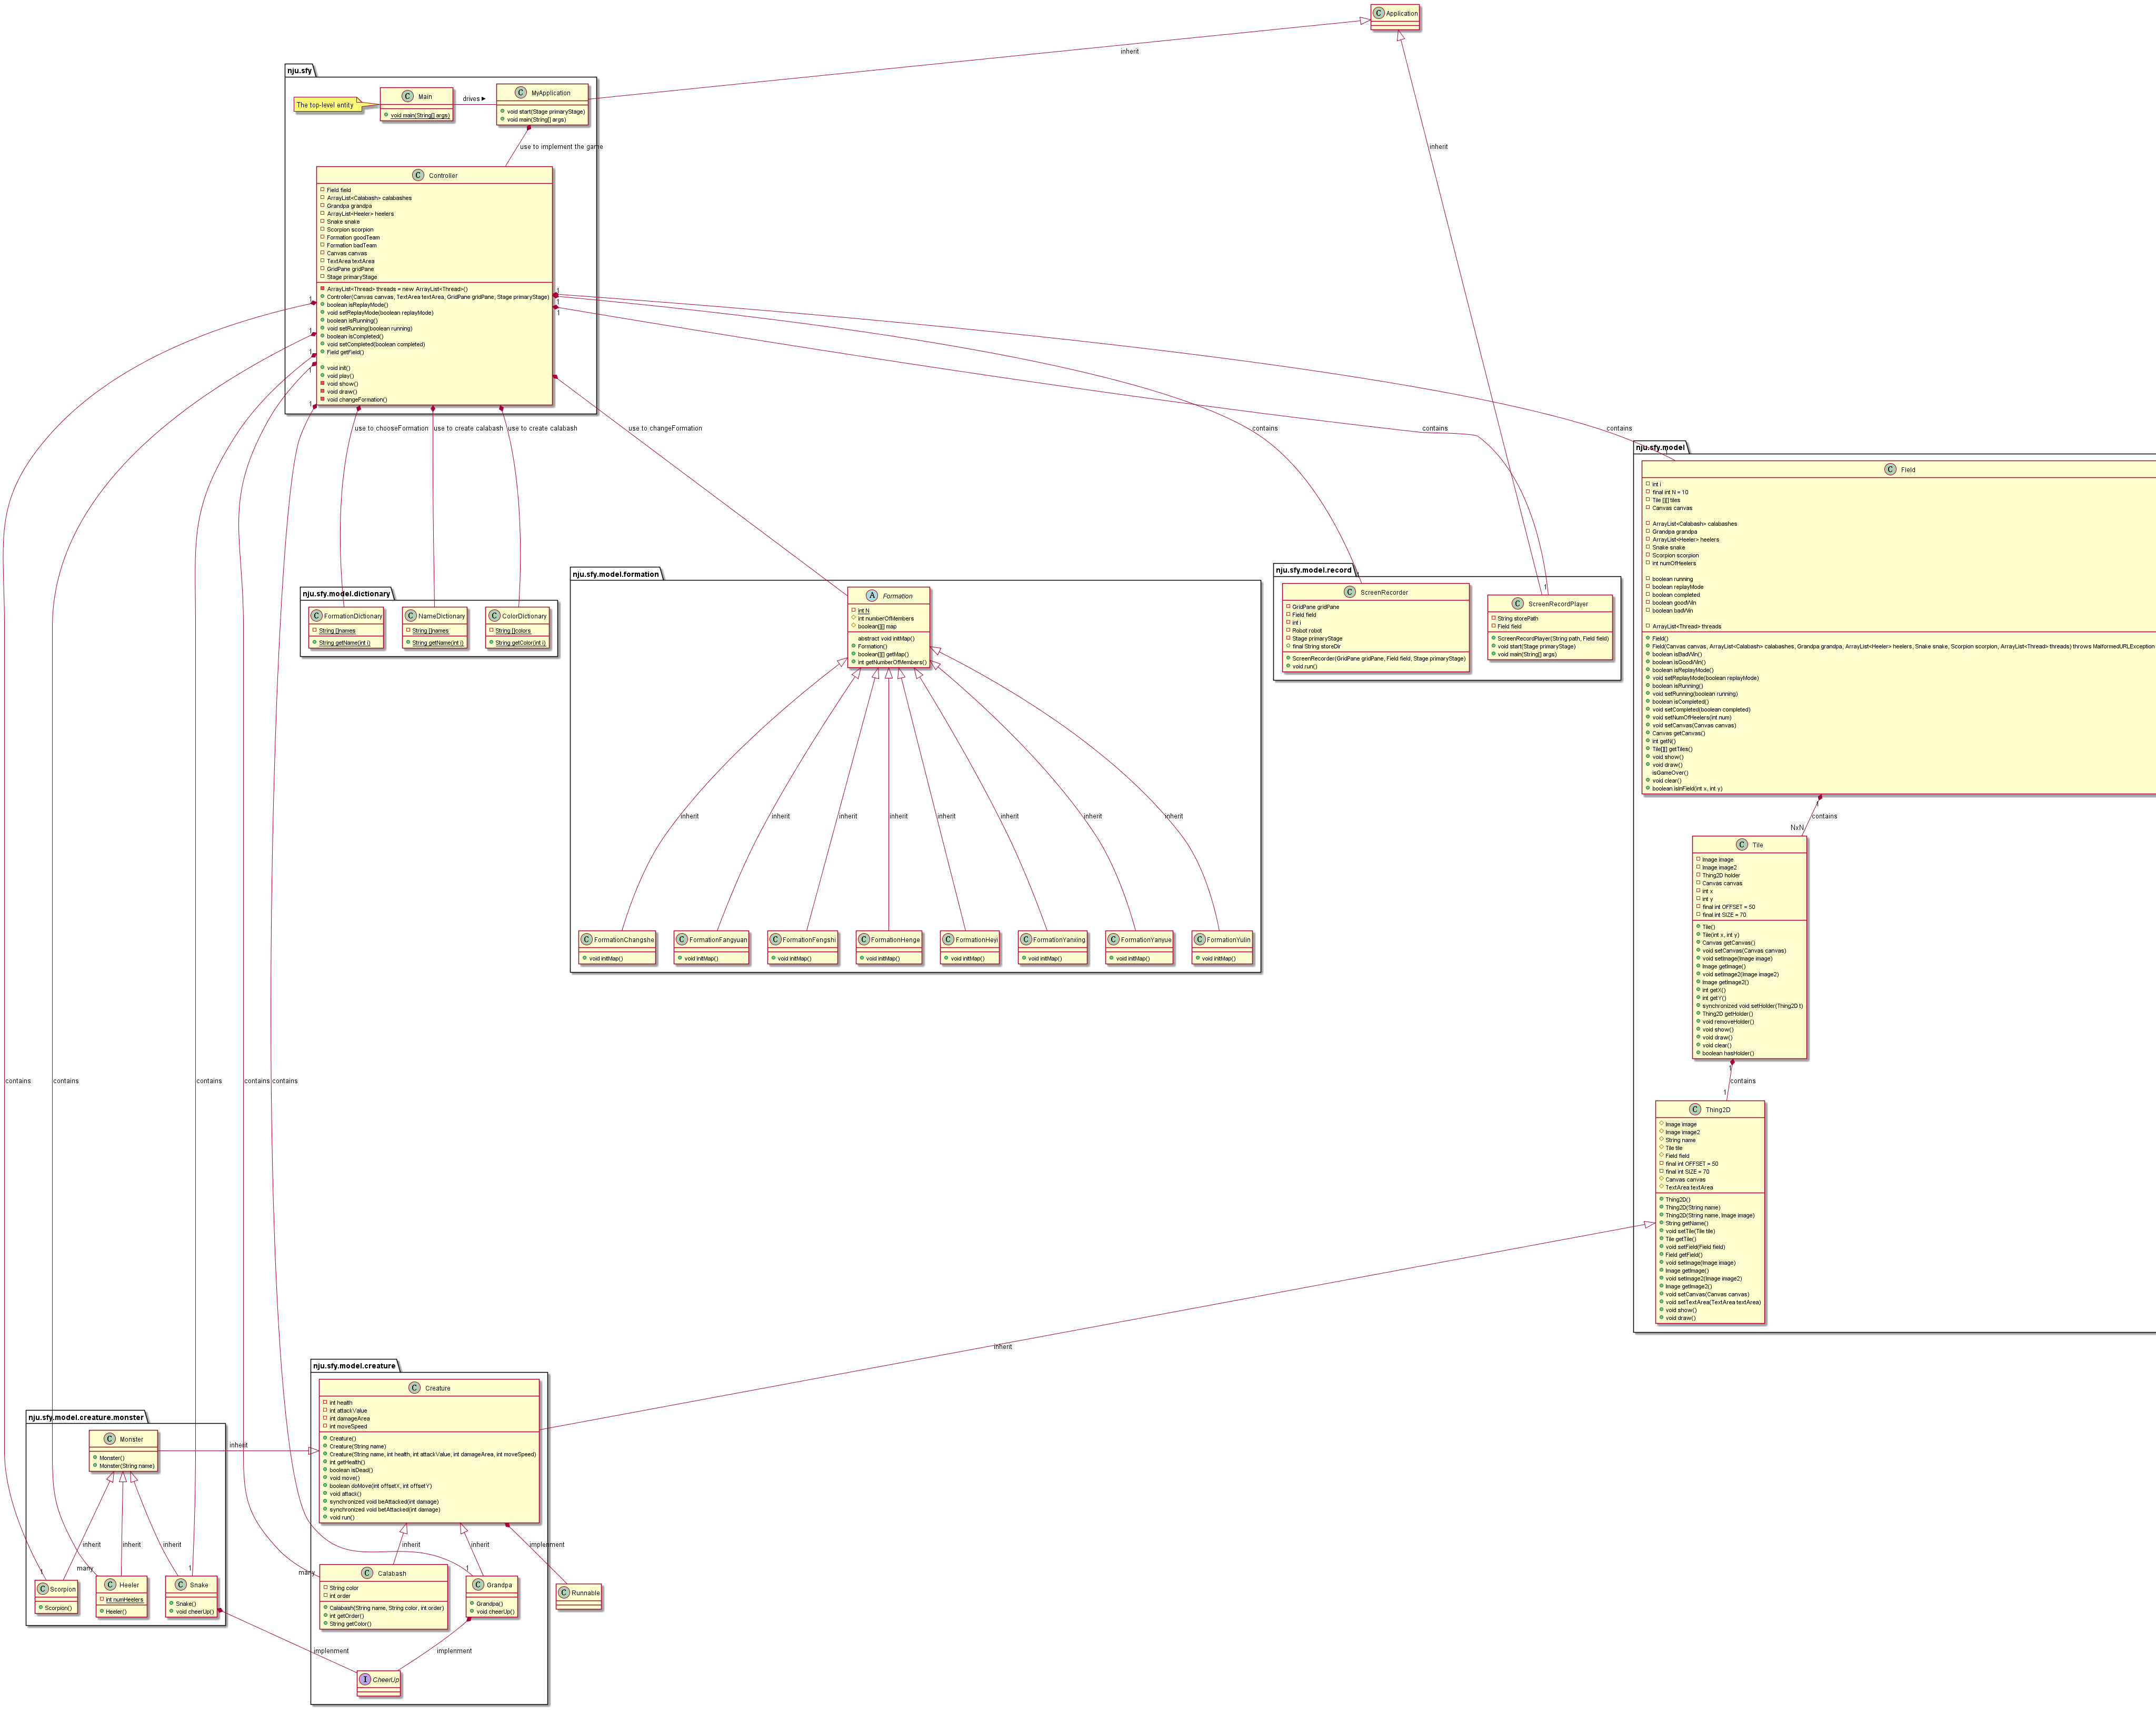 C Application
inherit
nju.sfy
The top-level entity
C Main
void main(String[] args)
drives
C MyApplication
void start(Stage primaryStage)
void main(String[] args)
inherit
use to implement the game
C Controller
Field field
ArrayList<Calabash> calabashes
Grandpa grandpa
ArrayList<Heeler> heelers
Snake snake
Scorpion scorpion
Formation goodTeam
Formation badTeam
Canvas canvas
TextArea textArea
GridPane gridPane
Stage primaryStage
ArrayList<Thread> threads = new ArrayList<Thread>()
Controller(Canvas canvas, TextArea textArea, GridPane gridPane, Stage primaryStage)
boolean isReplayMode()
void setReplayMode(boolean replayMode)
boolean isRunning()
void setRunning(boolean running)
boolean isCompleted()
void setCompleted(boolean completed)
Field getField()
void init()
void play()
void show()
void draw()
void changeFormation()
1
1
1
1
1
1
1
1
use to chooseFormation
use to create calabash
use to create calabash
use to changeFormation
contains
contains
contains
nju.sfy.model
C Field
int i
final int N = 10
Tile [][] tiles
Canvas canvas
ArrayList<Calabash> calabashes
Grandpa grandpa
ArrayList<Heeler> heelers
Snake snake
Scorpion scorpion
int numOfHeelers
boolean running
boolean replayMode
boolean completed
boolean goodWin
boolean badWin
ArrayList<Thread> threads
Field()
Field(Canvas canvas, ArrayList<Calabash> calabashes, Grandpa grandpa, ArrayList<Heeler> heelers, Snake snake, Scorpion scorpion, ArrayList<Thread> threads) throws MalformedURLException
boolean isBadWin()
boolean isGoodWin()
boolean isReplayMode()
void setReplayMode(boolean replayMode)
boolean isRunning()
void setRunning(boolean running)
boolean isCompleted()
void setCompleted(boolean completed)
void setNumOfHeelers(int num)
void setCanvas(Canvas canvas)
Canvas getCanvas()
int getN()
Tile[][] getTiles()
void show()
void draw()
isGameOver()
void clear()
boolean isInField(int x, int y)
nju.sfy.model.dictionary
C FormationDictionary
String []names
String getName(int i)
C NameDictionary
String []names
String getName(int i)
C ColorDictionary
String []colors
String getColor(int i)
nju.sfy.model.formation
A Formation
int N
int numberOfMembers
boolean[][] map
abstract void initMap()
Formation()
boolean[][] getMap()
int getNumberOfMembers()
nju.sfy.model.record
C ScreenRecorder
GridPane gridPane
Field field
int i
Robot robot
Stage primaryStage
final String storeDir
ScreenRecorder(GridPane gridPane, Field field, Stage primaryStage)
void run()
1
C ScreenRecordPlayer
String storePath
Field field
ScreenRecordPlayer(String path, Field field)
void start(Stage primaryStage)
void main(String[] args)
inherit
inherit
inherit
inherit
inherit
inherit
inherit
inherit
C FormationChangshe
void initMap()
C FormationFangyuan
void initMap()
C FormationFengshi
void initMap()
C FormationHenge
void initMap()
C FormationHeyi
void initMap()
C FormationYanxing
void initMap()
C FormationYanyue
void initMap()
C FormationYulin
void initMap()
1
contains
NxN
C Tile
Image image
Image image2
Thing2D holder
Canvas canvas
int x
int y
final int OFFSET = 50
final int SIZE = 70
Tile()
Tile(int x, int y)
Canvas getCanvas()
void setCanvas(Canvas canvas)
void setImage(Image image)
Image getImage()
void setImage2(Image image2)
Image getImage2()
int getX()
int getY()
synchronized void setHolder(Thing2D t)
Thing2D getHolder()
void removeHolder()
void show()
void draw()
void clear()
boolean hasHolder()
1
contains
1
C Thing2D
Image image
Image image2
String name
Tile tile
Field field
final int OFFSET = 50
final int SIZE = 70
Canvas canvas
TextArea textArea
Thing2D()
Thing2D(String name)
Thing2D(String name, Image image)
String getName()
void setTile(Tile tile)
Tile getTile()
void setField(Field field)
Field getField()
void setImage(Image image)
Image getImage()
void setImage2(Image image2)
Image getImage2()
void setCanvas(Canvas canvas)
void setTextArea(TextArea textArea)
void show()
void draw()
contains
contains
contains
contains
contains
inherit
nju.sfy.model.creature
C Creature
int health
int attackValue
int damageArea
int moveSpeed
Creature()
Creature(String name)
Creature(String name, int health, int attackValue, int damageArea, int moveSpeed)
int getHealth()
boolean isDead()
void move()
boolean doMove(int offsetX, int offsetY)
void attack()
synchronized void beAttacked(int damage)
synchronized void betAttacked(int damage)
void run()
nju.sfy.model.creature.monster
C Monster
Monster()
Monster(String name)
inherit
inherit
inherit
inherit
inherit
inherit
implenment
1
many
1
many
1
C Scorpion
Scorpion()
C Heeler
int numHeelers
Heeler()
C Snake
Snake()
void cheerUp()
C Calabash
String color
int order
Calabash(String name, String color, int order)
int getOrder()
String getColor()
C Grandpa
Grandpa()
void cheerUp()
C Runnable
implenment
implenment
I CheerUp